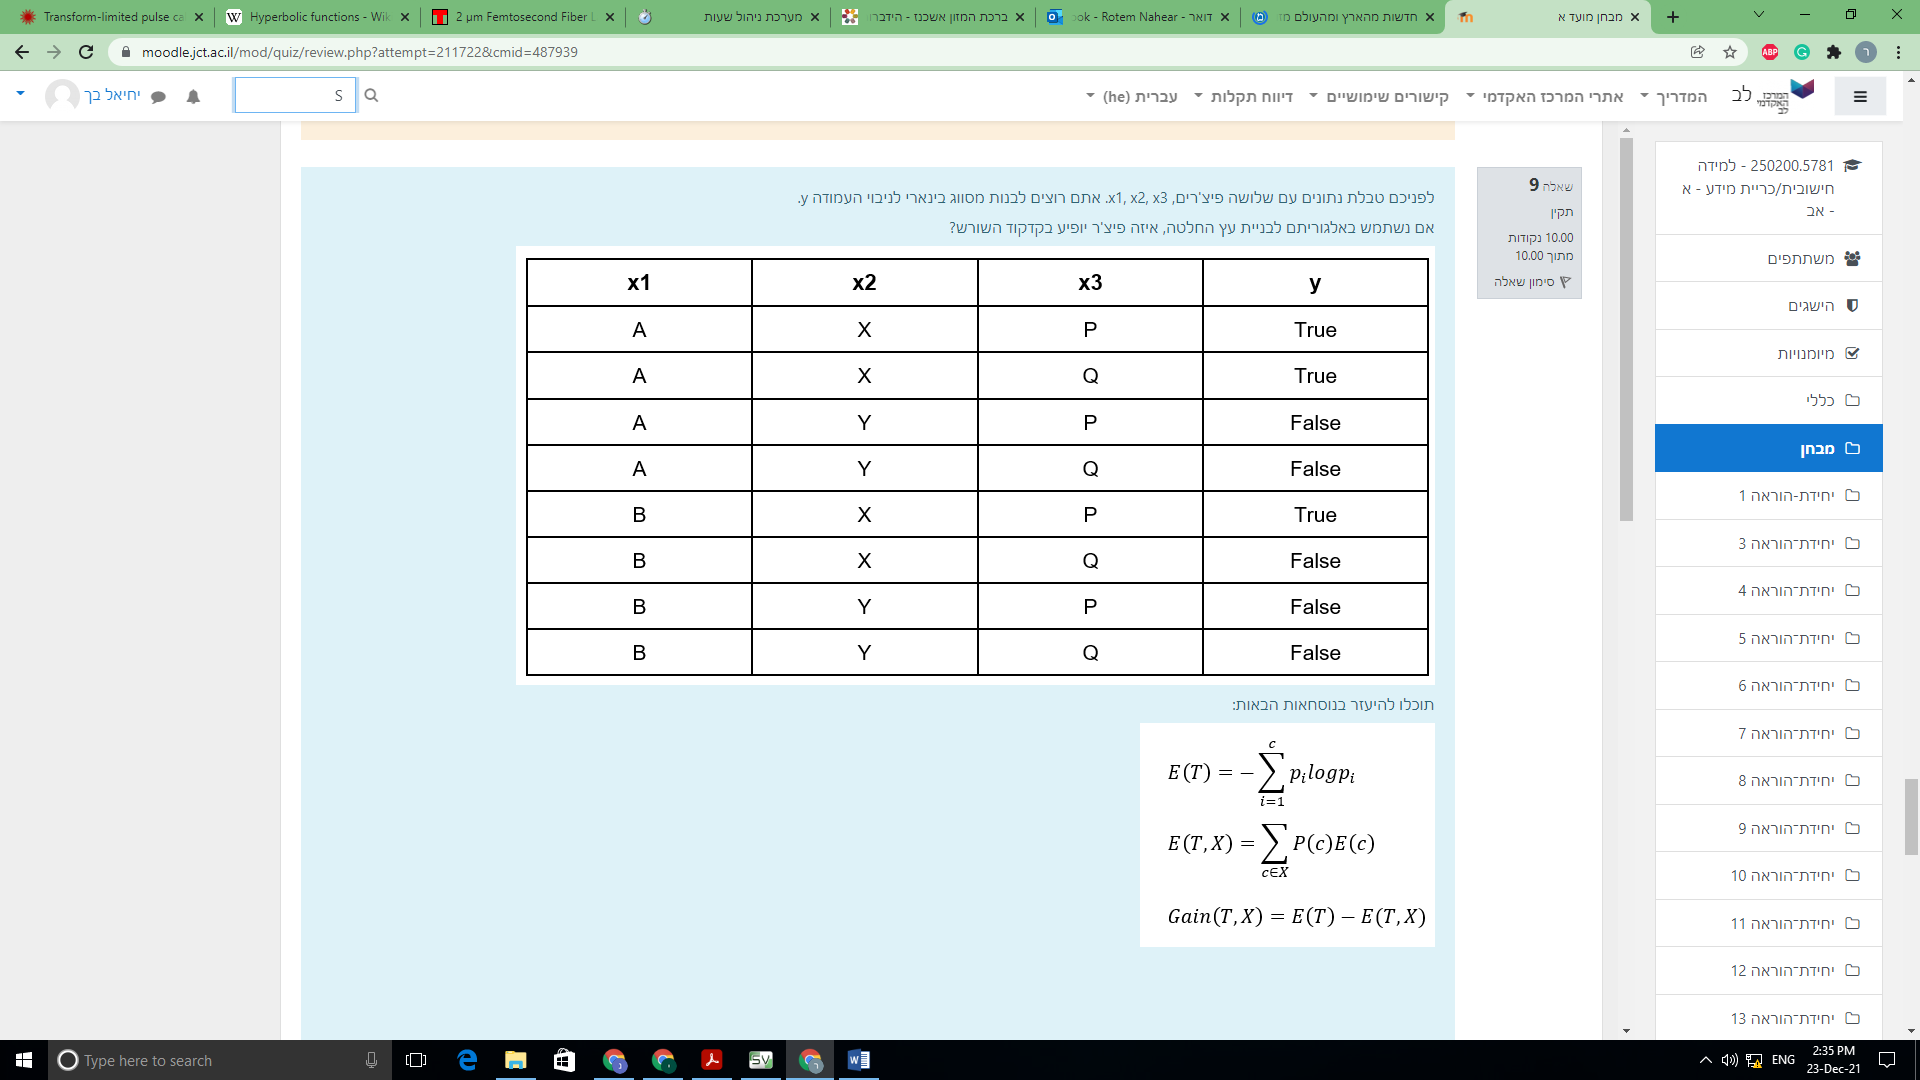 Transform-limited pulse ca
Hyperbolic functions - Wik
2 µm Femtosecond Fiber L
מערכת ניהול שעות
ברכת המזון אשכנז - הידברו
דואר - Rotem Nahear - ook
חדשות מהארץ ומהעולם מו
מבחן מועד א
moodle.jct.ac.il/mod/quiz/review.php?attempt=211722&cmid=487939
ABP
ר
המרכז האקדמי לב
לב
המדריך
אתרי המרכז האקדמי
קישורים שימושיים
דיווח תקלות
עברית (he)
S
יחיאל בך
250200.5781 - למידה
חישובית/כריית מידע - א
- אב
משתתפים
הישגים
מיומנויות
כללי
מבחן
יחידת-הוראה 1
יחידת־הוראה 3
יחידת־הוראה 4
יחידת־הוראה 5
יחידת־הוראה 6
יחידת־הוראה 7
יחידת־הוראה 8
יחידת־הוראה 9
יחידת־הוראה 10
יחידת־הוראה 11
יחידת־הוראה 12
יחידת־הוראה 13
שאלה 9
תקין
10.00 נקודות
מתוך 10.00
סימון שאלה
לפניכם טבלת נתונים עם שלושה פיצ'רים, x1, x2, x3. אתם רוצים לבנות מסווג בינארי לניבוי העמודה y.
אם נשתמש באלגוריתם לבניית עץ החלטה, איזה פיצ'ר יופיע בקדקוד השורש?
x1 x2 x3 y
A X P True
A X Q True
A Y P False
A Y Q False
B X P True
B X Q False
B Y P False
B Y Q False
תוכלו להיעזר בנוסחאות הבאות:
E(T) = −∑_{i=1}^{c} p_i log p_i
E(T,X) = ∑_{c∈X} P(c)E(c)
Gain(T,X) = E(T) − E(T,X)
Type here to search
SV
ENG
2:35 PM
23-Dec-21